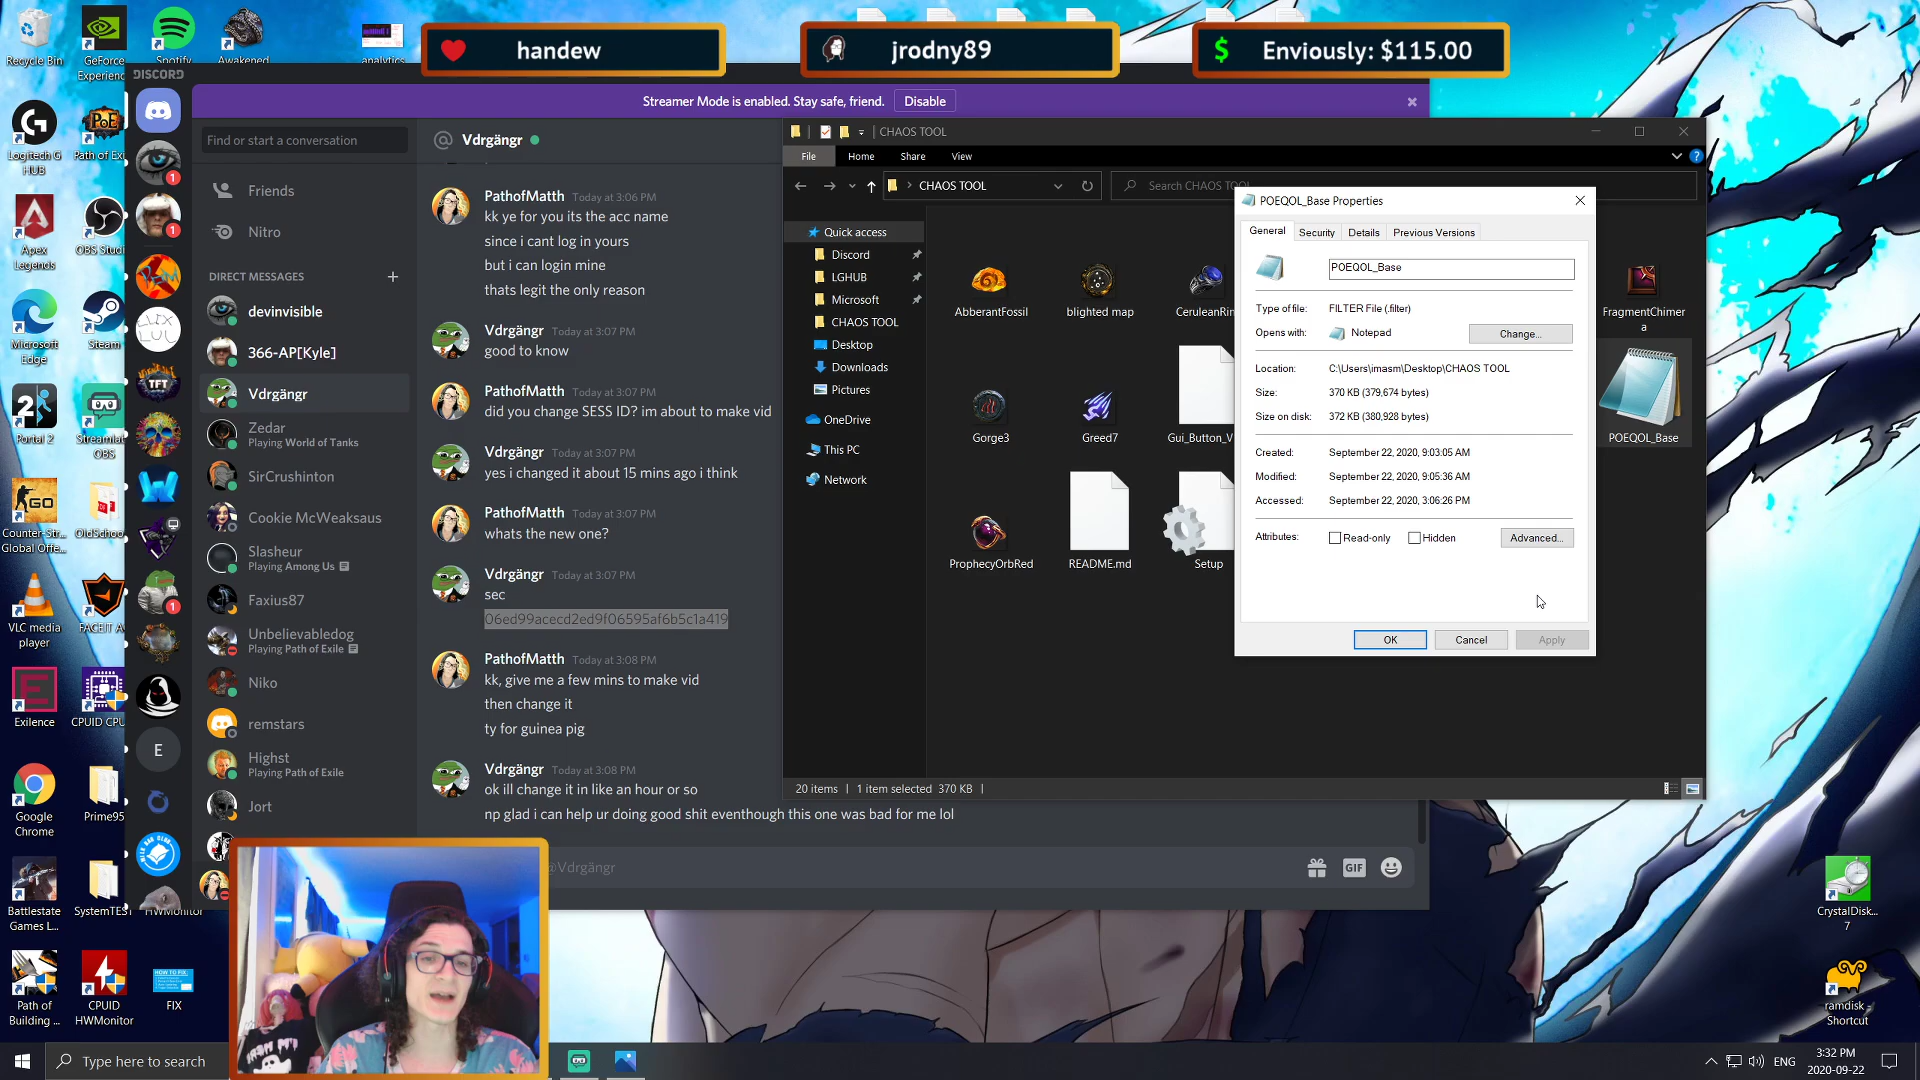 handew
jrodny89
Enviously: $115.00
Recycle Bin
GeForce Experience
Spotify
Awakened
analytics
DISCORD
Streamer Mode is enabled. Stay safe, friend.
Disable
Find or start a conversation
Friends
Nitro
DIRECT MESSAGES
devinvisible
366-AP[Kyle]
Vdrgängr
Zedar
Playing World of Tanks
SirCrushinton
Cookie McWeaksaus
Slasheur
Playing Among Us
Faxius87
Unbelievabledog
Playing Path of Exile
Niko
remstars
Highst
Playing Path of Exile
Jort
Vdrgängr
PathofMatth Today at 3:06 PM
kk ye for you its the acc name
since i cant log in yours
but i can login mine
thats legit the only reason
Vdrgängr Today at 3:07 PM
good to know
PathofMatth Today at 3:07 PM
did you change SESS ID? im about to make vid
Vdrgängr Today at 3:07 PM
yes i changed it about 15 mins ago i think
PathofMatth Today at 3:07 PM
whats the new one?
Vdrgängr Today at 3:07 PM
sec
06ed99acecd2ed9f06595af6b5c1a419
PathofMatth Today at 3:08 PM
kk, give me a few mins to make vid
then change it
ty for guinea pig
Vdrgängr Today at 3:08 PM
ok ill change it in like an hour or so
np glad i can help ur doing good shit eventhough this one was bad for me lol
@Vdrgängr
GIF
CHAOS TOOL
File
Home
Share
View
CHAOS TOOL
Search CHAOS TOOL
Quick access
Discord
LGHUB
Microsoft
CHAOS TOOL
Desktop
Downloads
Pictures
OneDrive
This PC
Network
AbberantFossil
blighted map
CeruleanRin
FragmentChimera
Gorge3
Greed7
Gui_Button_V
POEQOL_Base
ProphecyOrbRed
README.md
Setup
20 items
1 item selected 370 KB
POEQOL_Base Properties
General
Security
Details
Previous Versions
POEQOL_Base
Type of file: FILTER File (.filter)
Opens with: Notepad
Change...
Location: C:\Users\imasm\Desktop\CHAOS TOOL
Size: 370 KB (379,674 bytes)
Size on disk: 372 KB (380,928 bytes)
Created: September 22, 2020, 9:03:05 AM
Modified: September 22, 2020, 9:05:36 AM
Accessed: September 22, 2020, 3:06:26 PM
Attributes: Read-only Hidden
Advanced...
OK
Cancel
Apply
Logitech G HUB
Path of Exi
Apex Legends
OBS Studi
Microsoft Edge
Steam
Portal 2
Streamlab OBS
Counter-Str... Global Offe...
OldSchoo
VLC media player
FACEIT A
Exilence
CPUID CPU
Google Chrome
Prime95
Battlestate Games L...
SystemTEST
HWMonitor
Path of Building ...
CPUID HWMonitor
FIX
HOW TO FIX:
TFT
E
CrystalDisk... 7
ramdisk - Shortcut
Type here to search
ENG
3:32 PM
2020-09-22